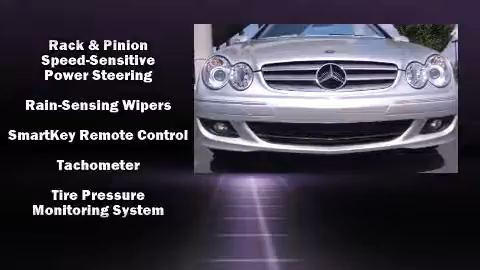 Rack & Pinion
Speed-Sensitive
Power Steering
Rain-Sensing Wipers
SmartKey Remote Control
Tachometer
Tire Pressure
Monitoring System